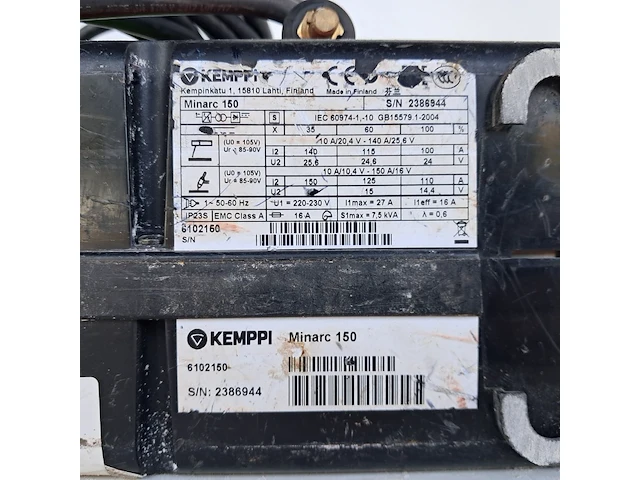 KEMPPI
Kempinkatu 1, 15810 Lahti, Finland Made in Finland 芬兰
Minarc 150 S/N 2386944
S IEC 60974-1,-10 GB15579.1-2004
X 35 60 100 %
10 A/20,4 V - 140 A/25,6 V
(U0 = 105V)
Ur = 85-90V
I2 140 115 100 A
U2 25,6 24,6 24 V
10 A/10,4 V - 150 A/16 V
(U0 = 105V)
Ur = 85-90V
I2 150 125 110 A
U2 15 14,4 V
1~ 50-60 Hz U1 = 220-230 V I1max = 27 A I1eff = 16 A
IP23S EMC Class A 16 A S1max = 7,5 kVA λ = 0,6
6102150
S/N
KEMPPI Minarc 150
6102150
S/N: 2386944